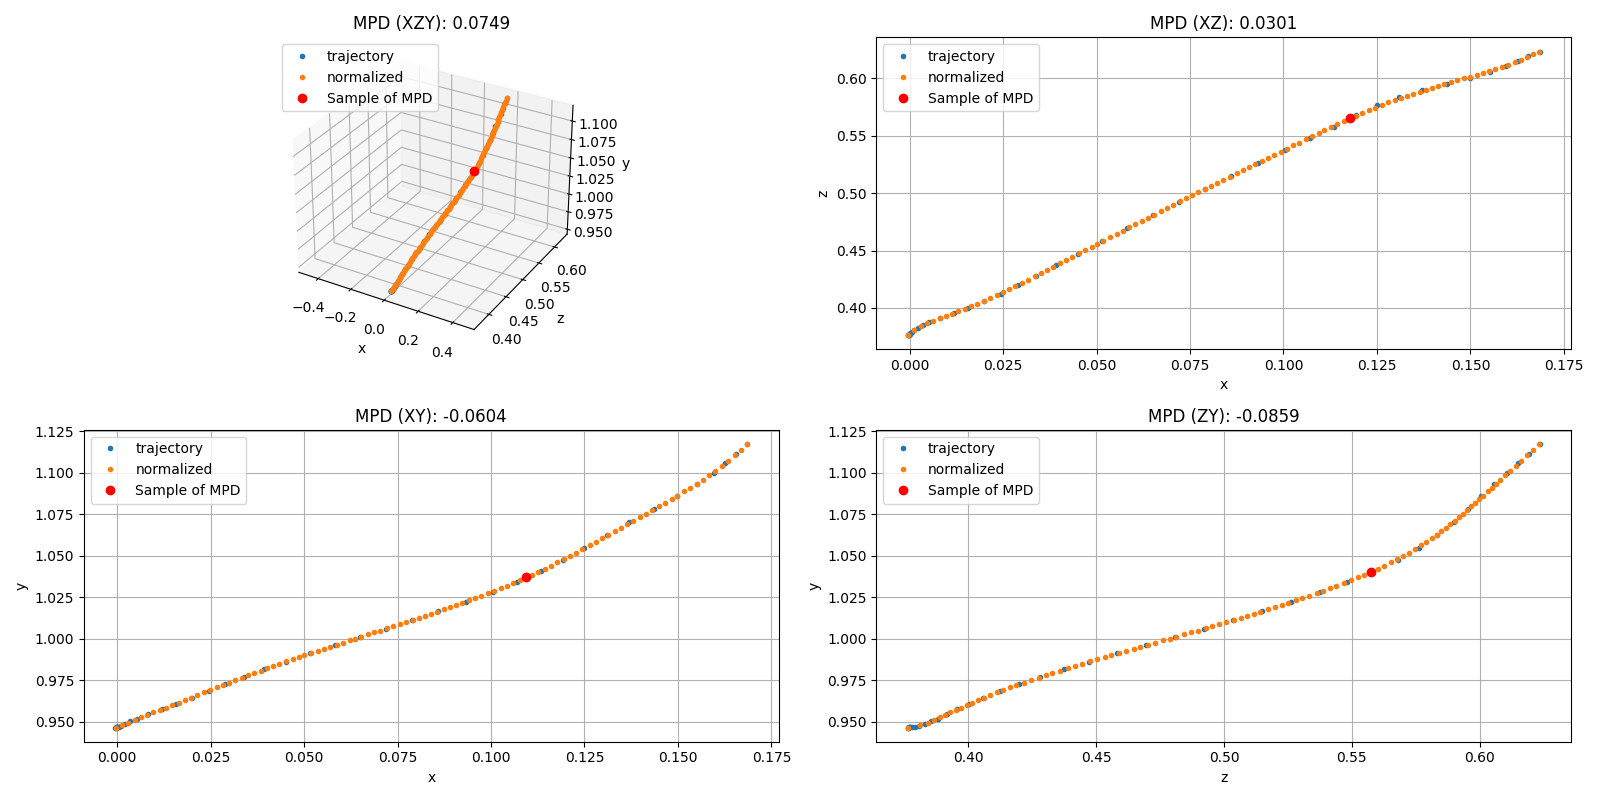 MPD (XZY): 0.0749
trajectory
normalized
Sample of MPD
1.100
1.075
1.050
1.025
1.000
0.975
0.950
y
0.60
0.55
0.50
0.45
0.40
z
−0.4
−0.2
0.0
0.2
0.4
x
MPD (XZ): 0.0301
trajectory
normalized
Sample of MPD
0.60
0.55
0.50
0.45
0.40
z
0.000 0.025 0.050 0.075 0.100 0.125 0.150 0.175
x
MPD (XY): -0.0604
trajectory
normalized
Sample of MPD
1.125
1.100
1.075
1.050
1.025
1.000
0.975
0.950
y
0.000 0.025 0.050 0.075 0.100 0.125 0.150 0.175
x
MPD (ZY): -0.0859
trajectory
normalized
Sample of MPD
1.125
1.100
1.075
1.050
1.025
1.000
0.975
0.950
y
0.40 0.45 0.50 0.55 0.60
z